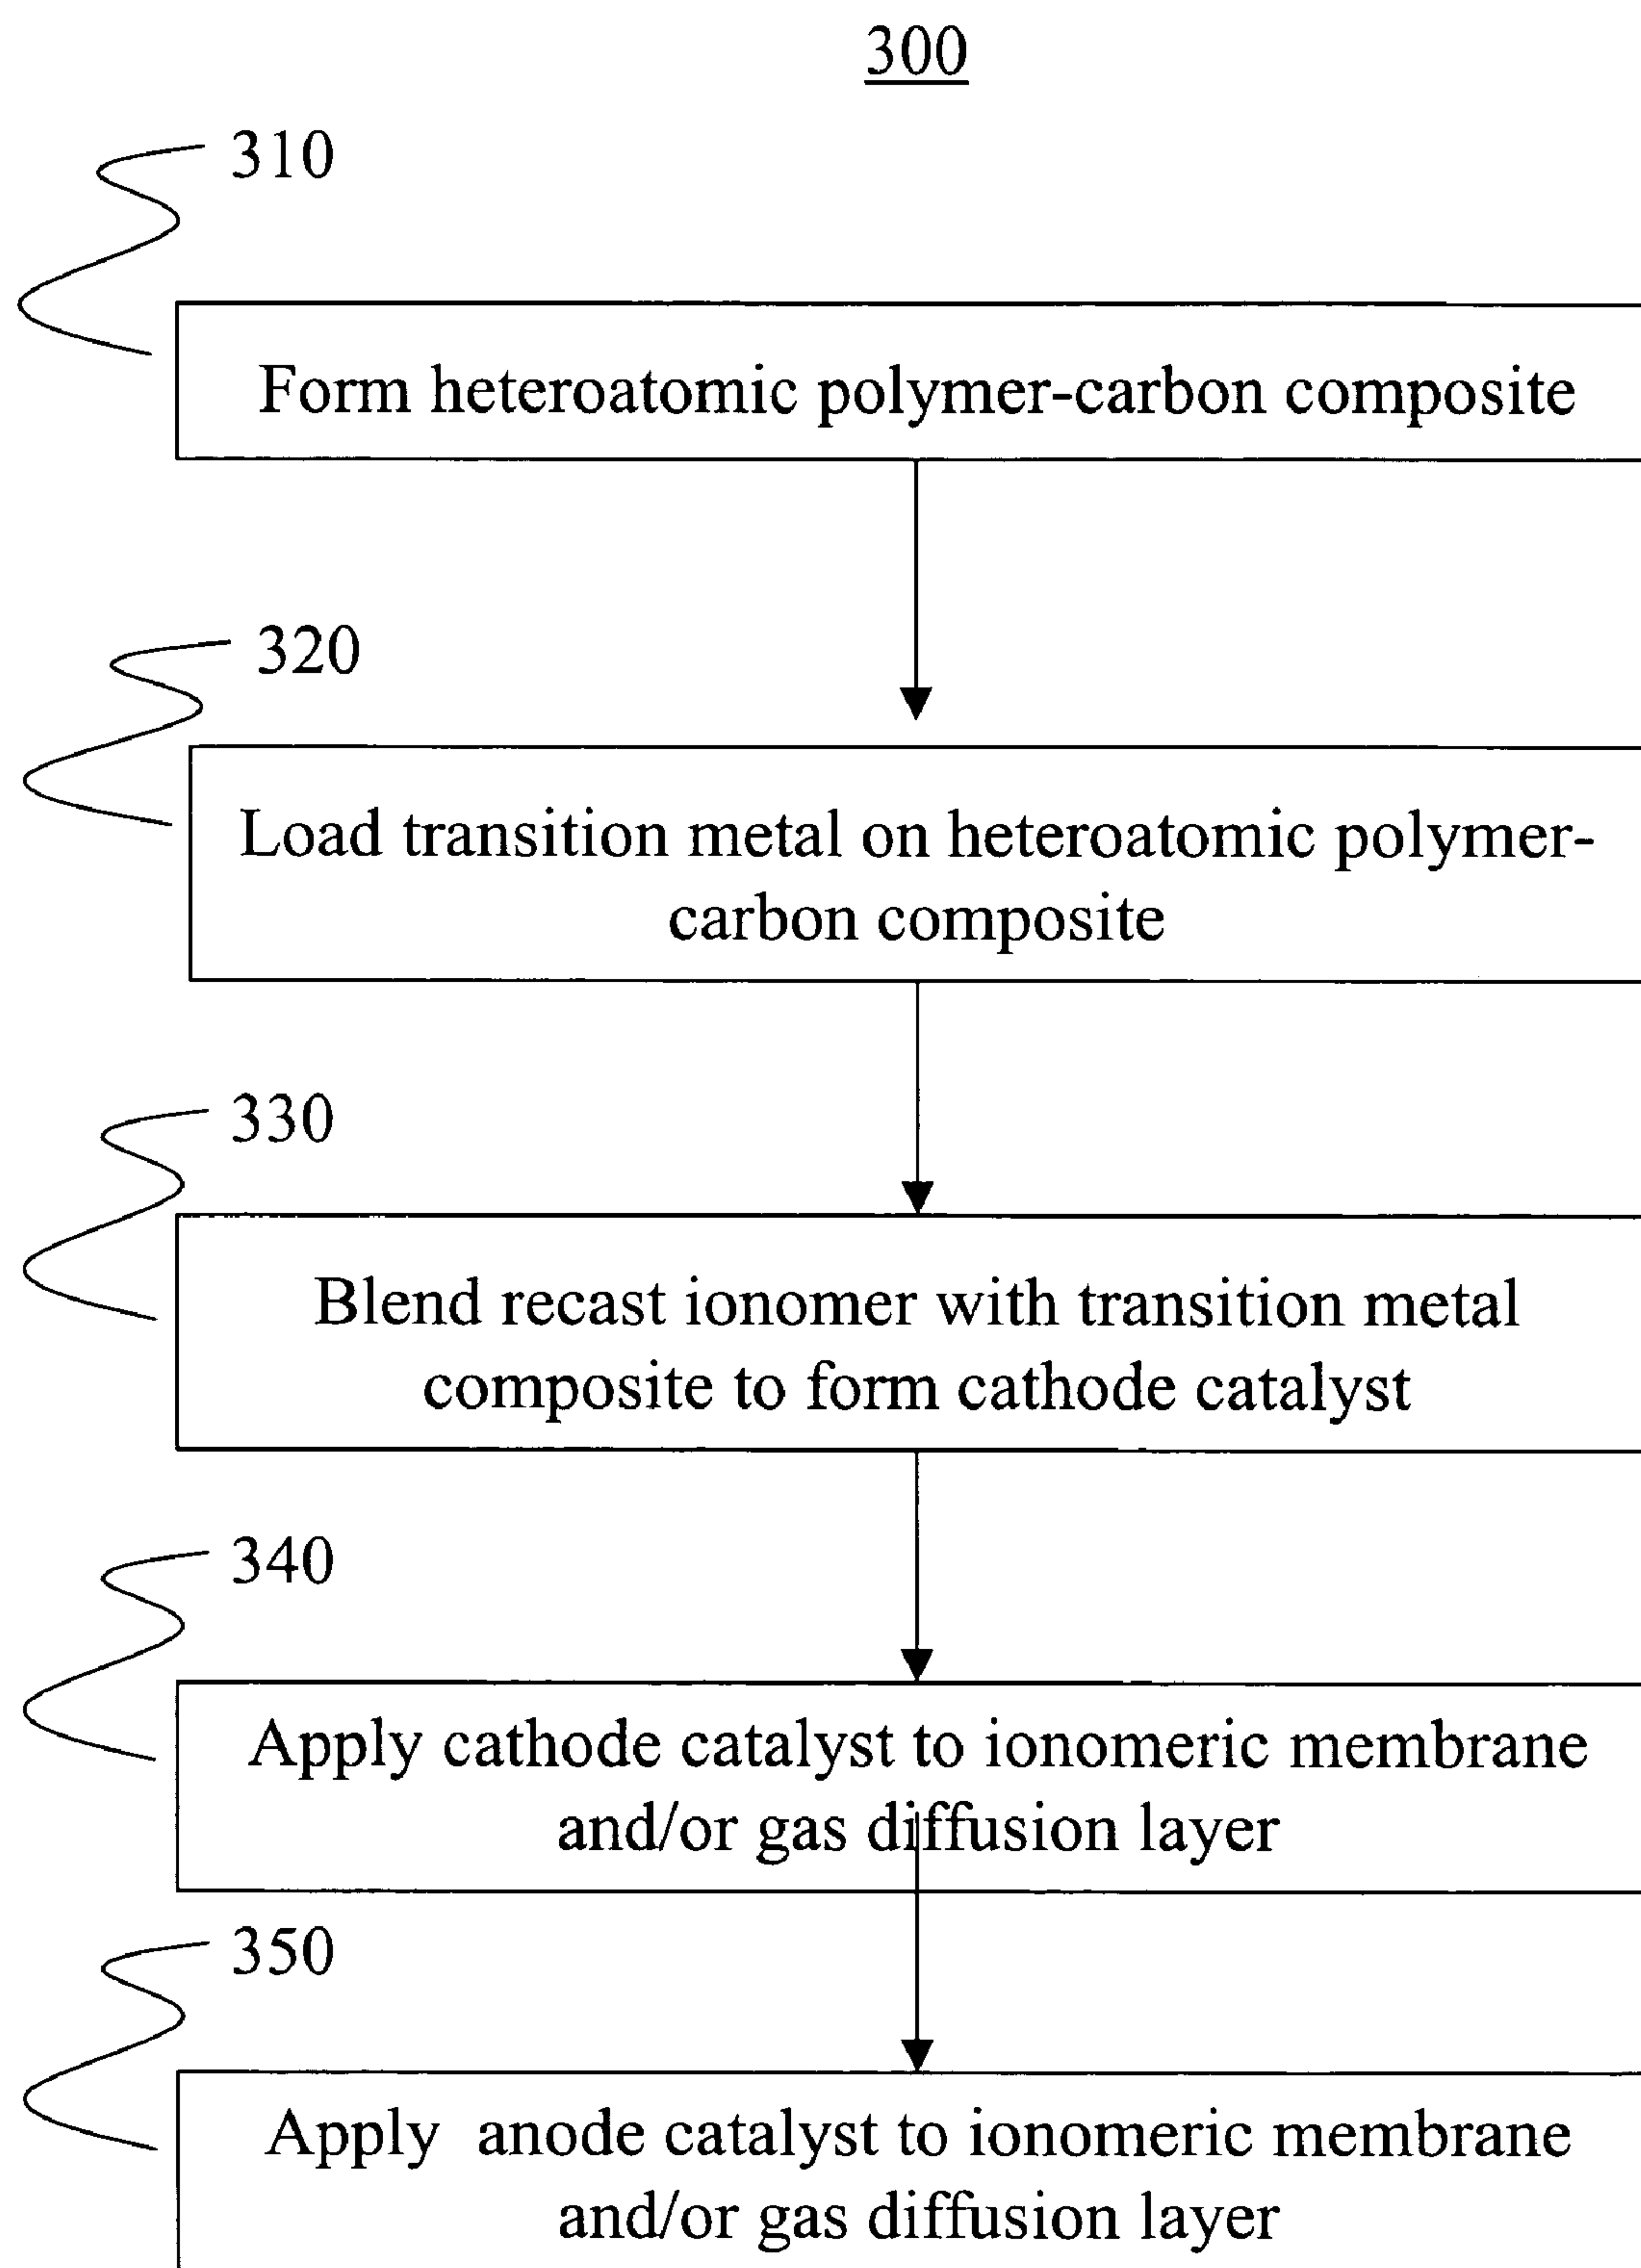 300
310
Form heteroatomic polymer-carbon composite
320
Load transition metal on heteroatomic polymer-
carbon composite
330
Blend recast ionomer with transition metal
composite to form cathode catalyst
340
Apply cathode catalyst to ionomeric membrane
and/or gas diffusion layer
350
Apply anode catalyst to ionomeric membrane
and/or gas diffusion layer